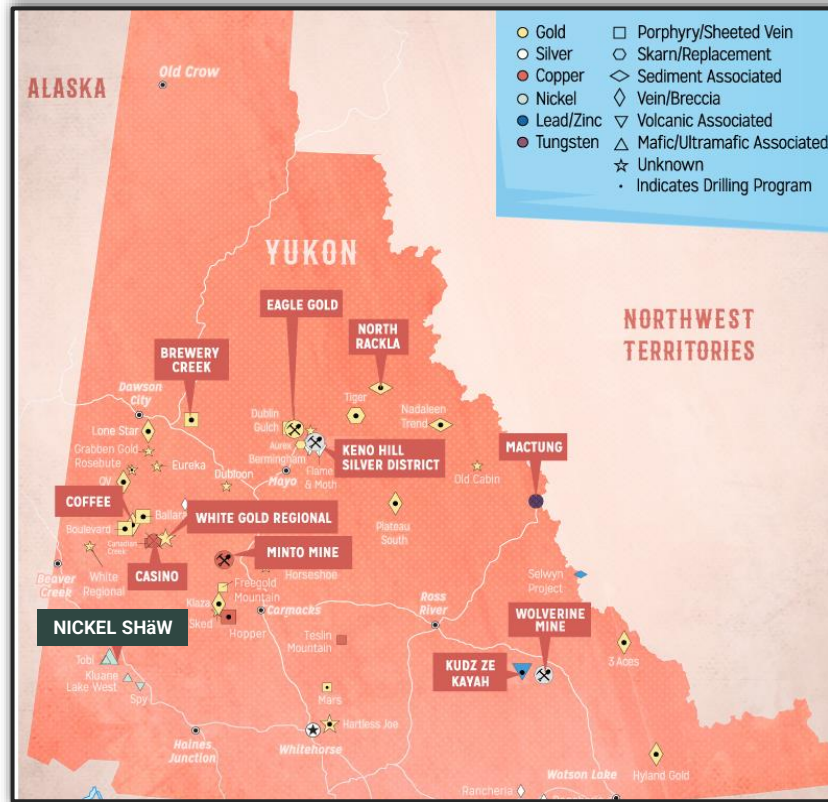 Gold
Silver
Copper
Nickel
Lead/Zinc
Tungsten
Porphyry/Sheeted Vein
Skarn/Replacement
Sediment Associated
Vein/Breccia
Volcanic Associated
Mafic/Ultramafic Associated
Unknown
Indicates Drilling Program
ALASKA
Old Crow
YUKON
NORTHWEST
TERRITORIES
EAGLE GOLD
NORTH
RACKLA
BREWERY
CREEK
Dawson
City
Tiger
Dublin
Gulch
Nadaleen
Trend
Lone Star
Aurex
Grabben Gold
Rosebute
Eureka
Bermingham
KENO HILL
SILVER DISTRICT
MACTUNG
Flame
& Moth
Dubloon
Mayo
Old Cabin
QV
COFFEE
Ballar
WHITE GOLD REGIONAL
Boulevard
Canadian
Creek
Plateau
South
MINTO MINE
White
Regional
CASINO
Beaver
Creek
Horseshoe
Selwyn
Project
Freegold
Mountain
Klaza
Carmacks
Ross
River
WOLVERINE
MINE
Sked
Hopper
NICKEL SHäW
Teslin
Mountain
3 Aces
Tobi
KUDZ ZE
KAYAH
Kluane
Lake West
Spy
Mars
Hartless Joe
Haines
Junction
Whitehorse
Hyland Gold
Watson Lake
Rancheria